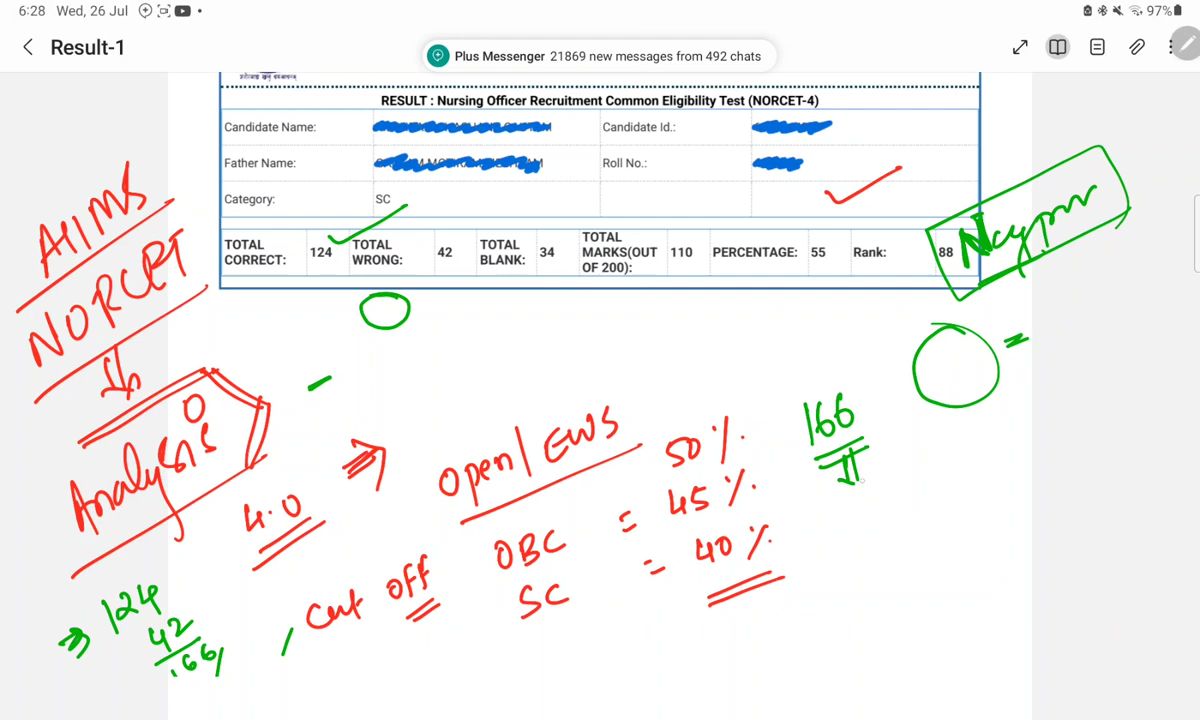 6:28 Wed, 26 Jul
97%
Result-1
Plus Messenger 21869 new messages from 492 chats
RESULT : Nursing Officer Recruitment Common Eligibility Test (NORCET-4)
Candidate Name:
Candidate Id.:
Father Name:
Roll No.:
Category: SC
TOTAL CORRECT: 124 TOTAL WRONG: 42 TOTAL BLANK: 34 TOTAL MARKS(OUT OF 200): 110 PERCENTAGE: 55 Rank: 88
AIIMS
NORCET
Analysis
4.0
Open/EWS 50%
OBC = 45%
SC = 40%
Cut off
166
124
42
166